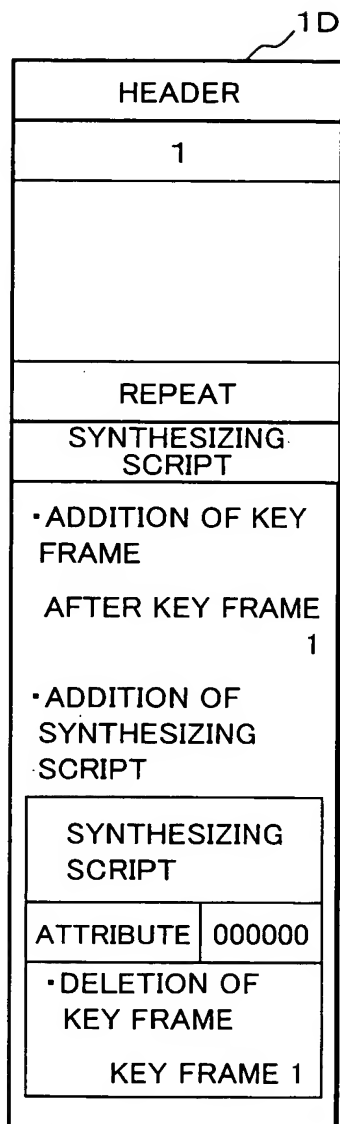 1D
HEADER
1
REPEAT
SYNTHESIZING
SCRIPT
・ADDITION OF KEY
FRAME
AFTER KEY FRAME
1
・ADDITION OF
SYNTHESIZING
SCRIPT
SYNTHESIZING
SCRIPT
ATTRIBUTE 000000
・DELETION OF
KEY FRAME
KEY FRAME 1